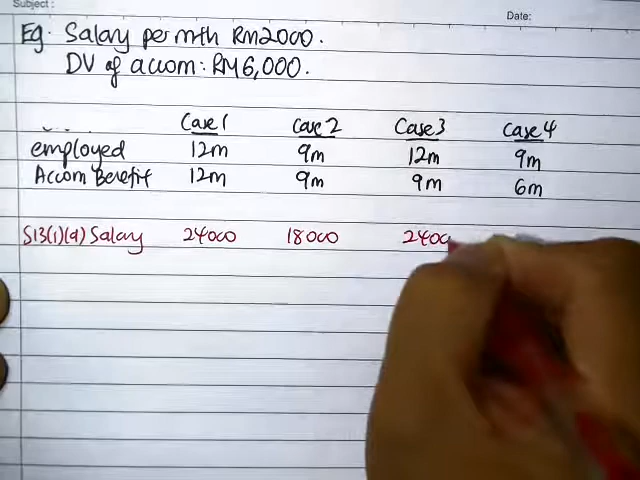 Subject:
Date:
Eg. Salary per mth RM2000.
DV of accom: RM6,000.
Case 1 Case 2 Case 3 Case 4
employed 12m 9m 12m 9m
Accom Benefit 12m 9m 9m 6m
S13(1)(a) Salary 24000 18000 2400